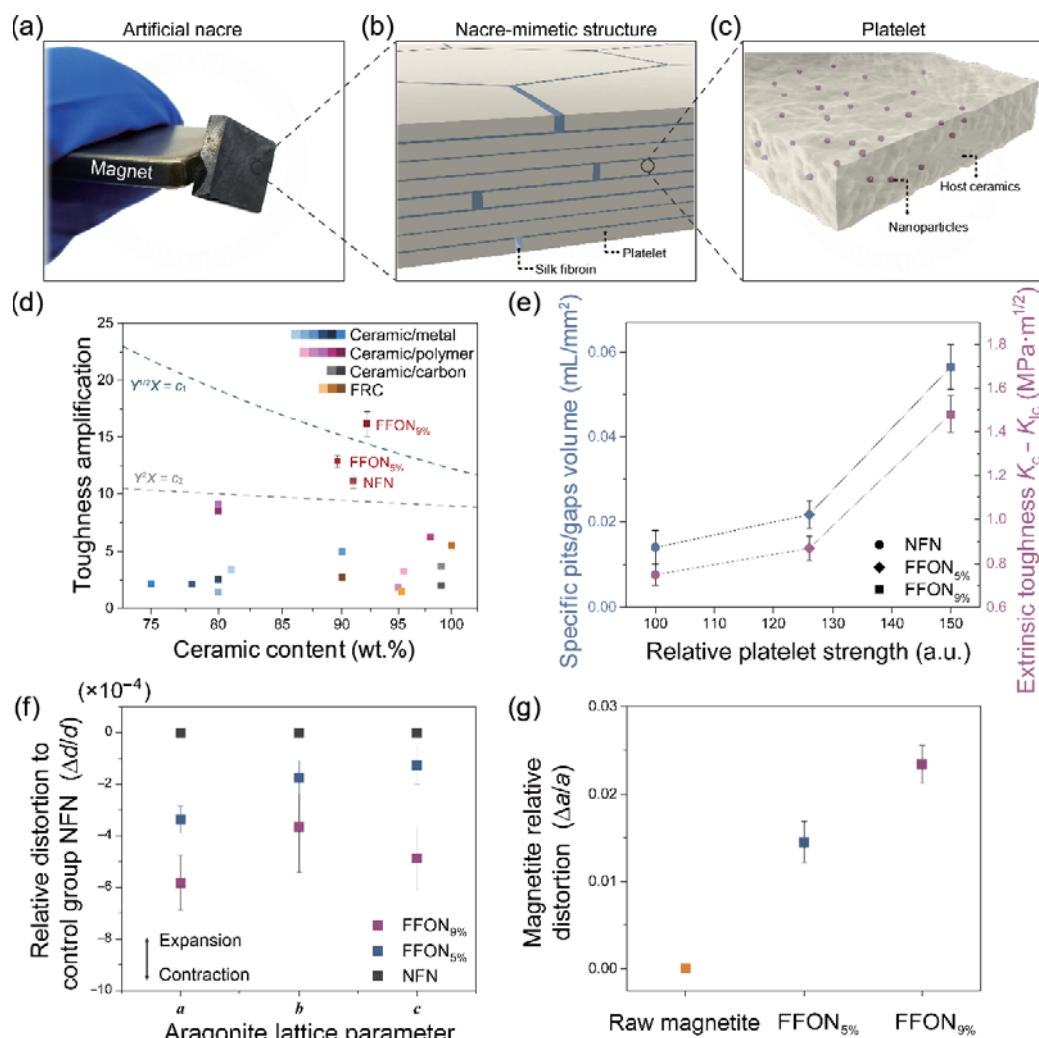 (a)
Artificial nacre
Magnet
(b)
Nacre-mimetic structure
Platelet
Silk fibroin
(c)
Platelet
Host ceramics
Nanoparticles
(d)
Toughness amplification
25
20
15
10
5
0
Y¹/²X = c₁
Y²X = c₂
Ceramic/metal
Ceramic/polymer
Ceramic/carbon
FRC
FFON₉%
FFON₅%
NFN
75 80 85 90 95 100
Ceramic content (wt.%)
(e)
Specific pits/gaps volume (mL/mm²)
0.06
0.04
0.02
0.00
NFN
FFON₅%
FFON₉%
1.8
1.6
1.4
1.2
1.0
0.8
0.6
Extrinsic toughness Kc − KIc (MPa·m¹/²)
100 110 120 130 140 150
Relative platelet strength (a.u.)
(f)
(×10⁻⁴)
Relative distortion to
control group NFN (Δd/d)
0
−2
−4
−6
−8
−10
Expansion
Contraction
FFON₉%
FFON₅%
NFN
a b c
Aragonite lattice parameter
(g)
Magnetite relative
distortion (Δa/a)
0.03
0.02
0.01
0.00
Raw magnetite FFON₅% FFON₉%